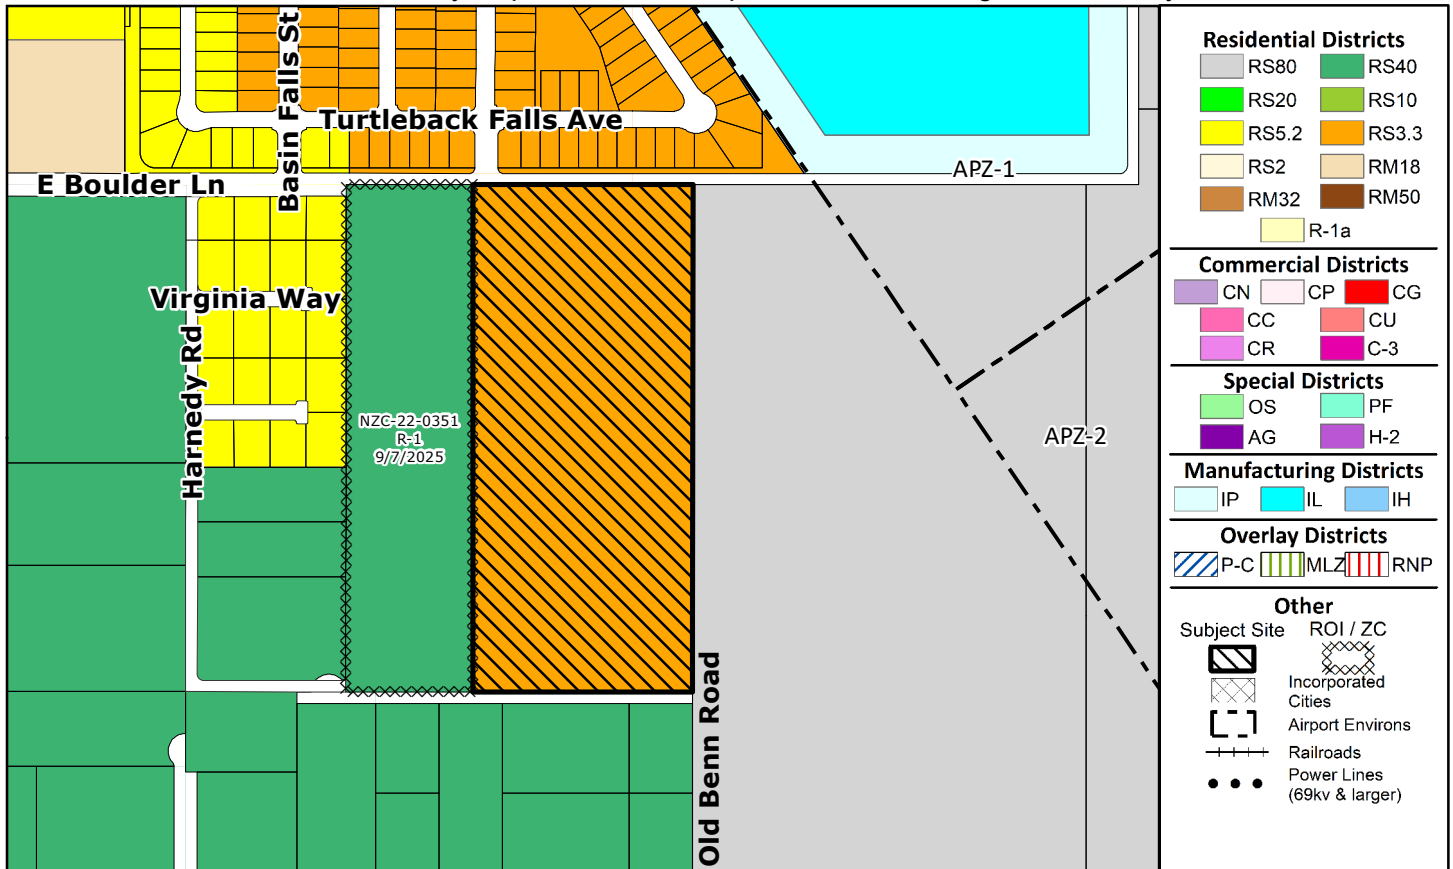 Basin Falls St
Turtleback Falls Ave
APZ-1
E Boulder Ln
Virginia Way
Harnedy Rd
NZC-22-0351
R-1
9/7/2025
APZ-2
Old Benn Road
Residential Districts
RS80 RS40
RS20 RS10
RS5.2 RS3.3
RS2 RM18
RM32 RM50
R-1a
Commercial Districts
CN CP CG
CC CU
CR C-3
Special Districts
OS PF
AG H-2
Manufacturing Districts
IP IL IH
Overlay Districts
P-C MLZ RNP
Other
Subject Site ROI / ZC
Incorporated
Cities
Airport Environs
Railroads
Power Lines
(69kv & larger)